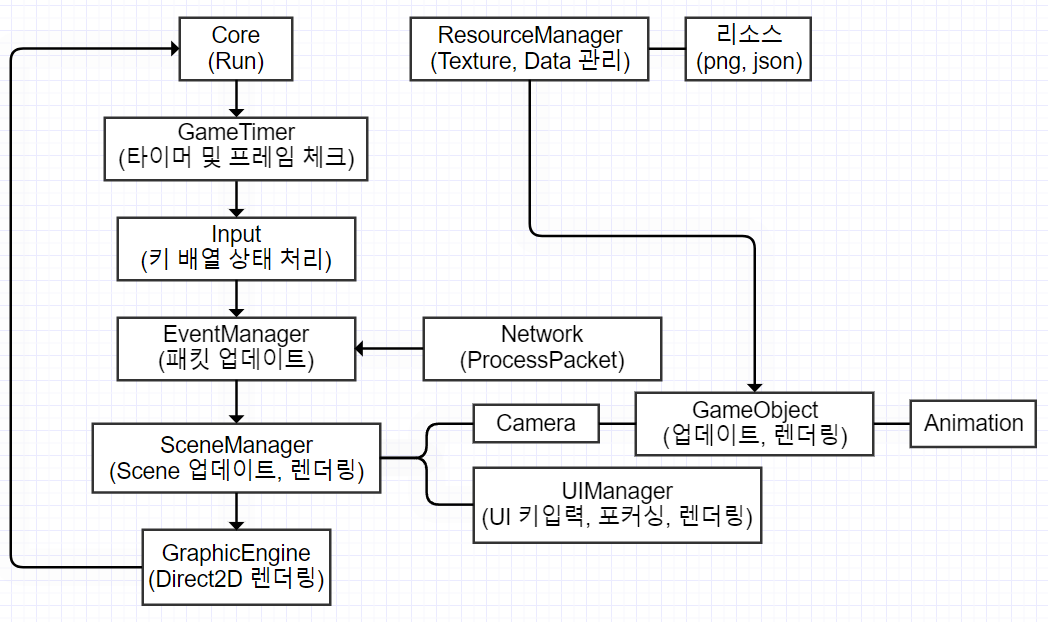 Core
(Run)
ResourceManager
(Texture, Data 관리)
리소스
(png, json)
GameTimer
(타이머 및 프레임 체크)
Input
(키 배열 상태 처리)
EventManager
(패킷 업데이트)
Network
(ProcessPacket)
SceneManager
(Scene 업데이트, 렌더링)
Camera
GameObject
(업데이트, 렌더링)
Animation
UIManager
(UI 키입력, 포커싱, 렌더링)
GraphicEngine
(Direct2D 렌더링)